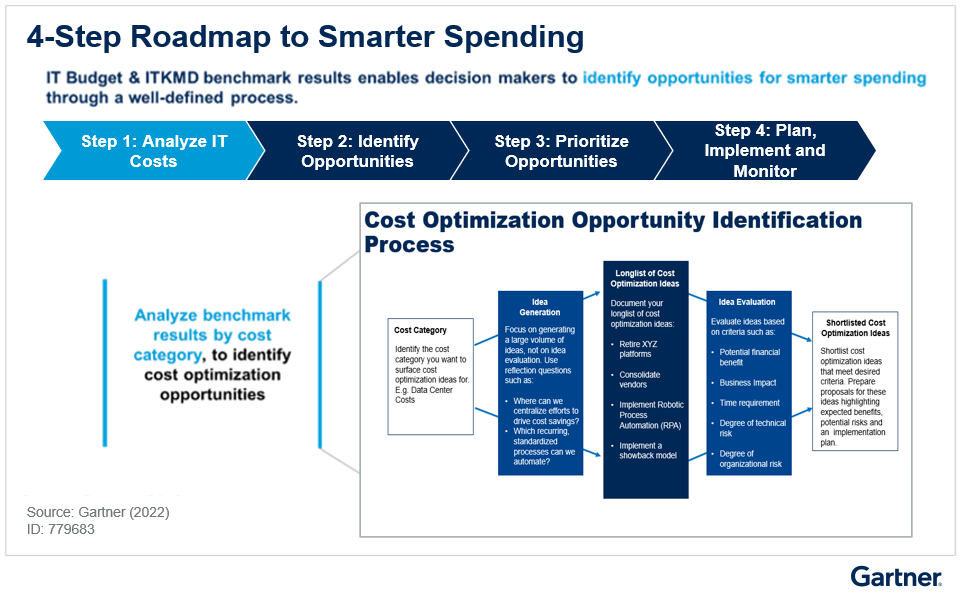 4-Step Roadmap to Smarter Spending
IT Budget & ITKMD benchmark results enables decision makers to identify opportunities for smarter spending
through a well-defined process.
Step 1: Analyze IT
Costs
Step 2: Identify
Opportunities
Step 3: Prioritize
Opportunities
Step 4: Plan,
Implement and
Monitor
Analyze benchmark
results by cost
category, to identify
cost optimization
opportunities
Cost Optimization Opportunity Identification
Process
Cost Category
Identify the cost
category you want to
surface cost
optimization ideas for.
E.g. Data Center
Costs
Idea
Generation
Focus on generating
a large volume of
ideas, not on idea
evaluation. Use
reflection questions
such as:
• Where can we
centralize efforts to
drive cost savings?
• Which recurring,
standardized
processes can we
automate?
Longlist of Cost
Optimization Ideas
Document your
longlist of cost
optimization ideas:
• Retire XYZ
platforms
• Consolidate
vendors
• Implement Robotic
Process
Automation (RPA)
• Implement a
showback model
Idea Evaluation
Evaluate ideas based
on criteria such as:
• Potential financial
benefit
• Business Impact
• Time requirement
• Degree of technical
risk
• Degree of
organizational risk
Shortlisted Cost
Optimization Ideas
Shortlist cost
optimization ideas
that meet desired
criteria. Prepare
proposals for these
ideas highlighting
expected benefits,
potential risks and
an implementation
plan.
Source: Gartner (2022)
ID: 779683
Gartner®